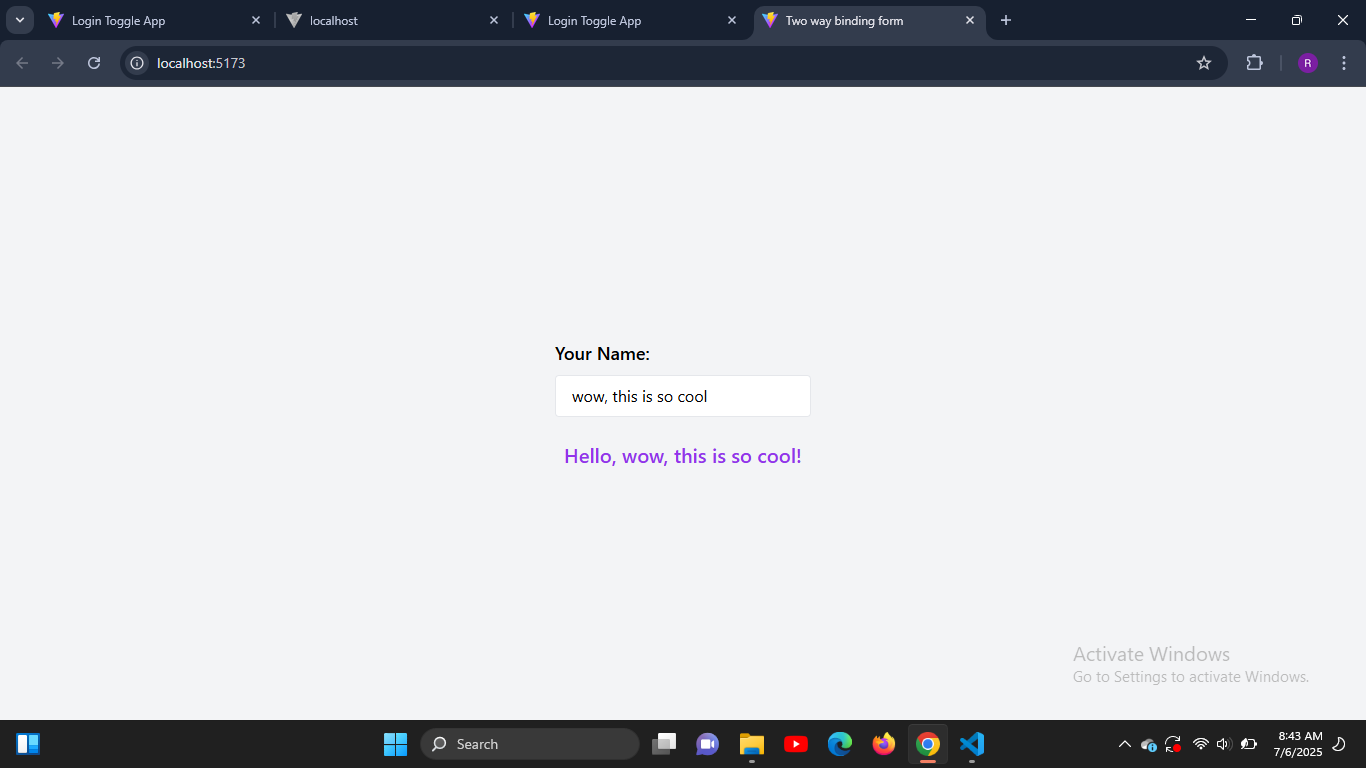 Login Toggle App
localhost
Login Toggle App
Two way binding form
localhost:5173
R
Your Name:
wow, this is so cool
Hello, wow, this is so cool!
Activate Windows
Go to Settings to activate Windows.
Search
8:43 AM
7/6/2025